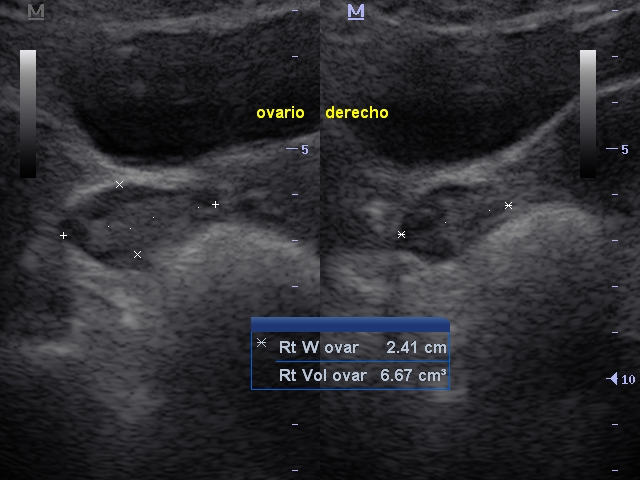 M M
ovario derecho
5 5
Rt W ovar 2.41 cm
Rt Vol ovar 6.67 cm³
10